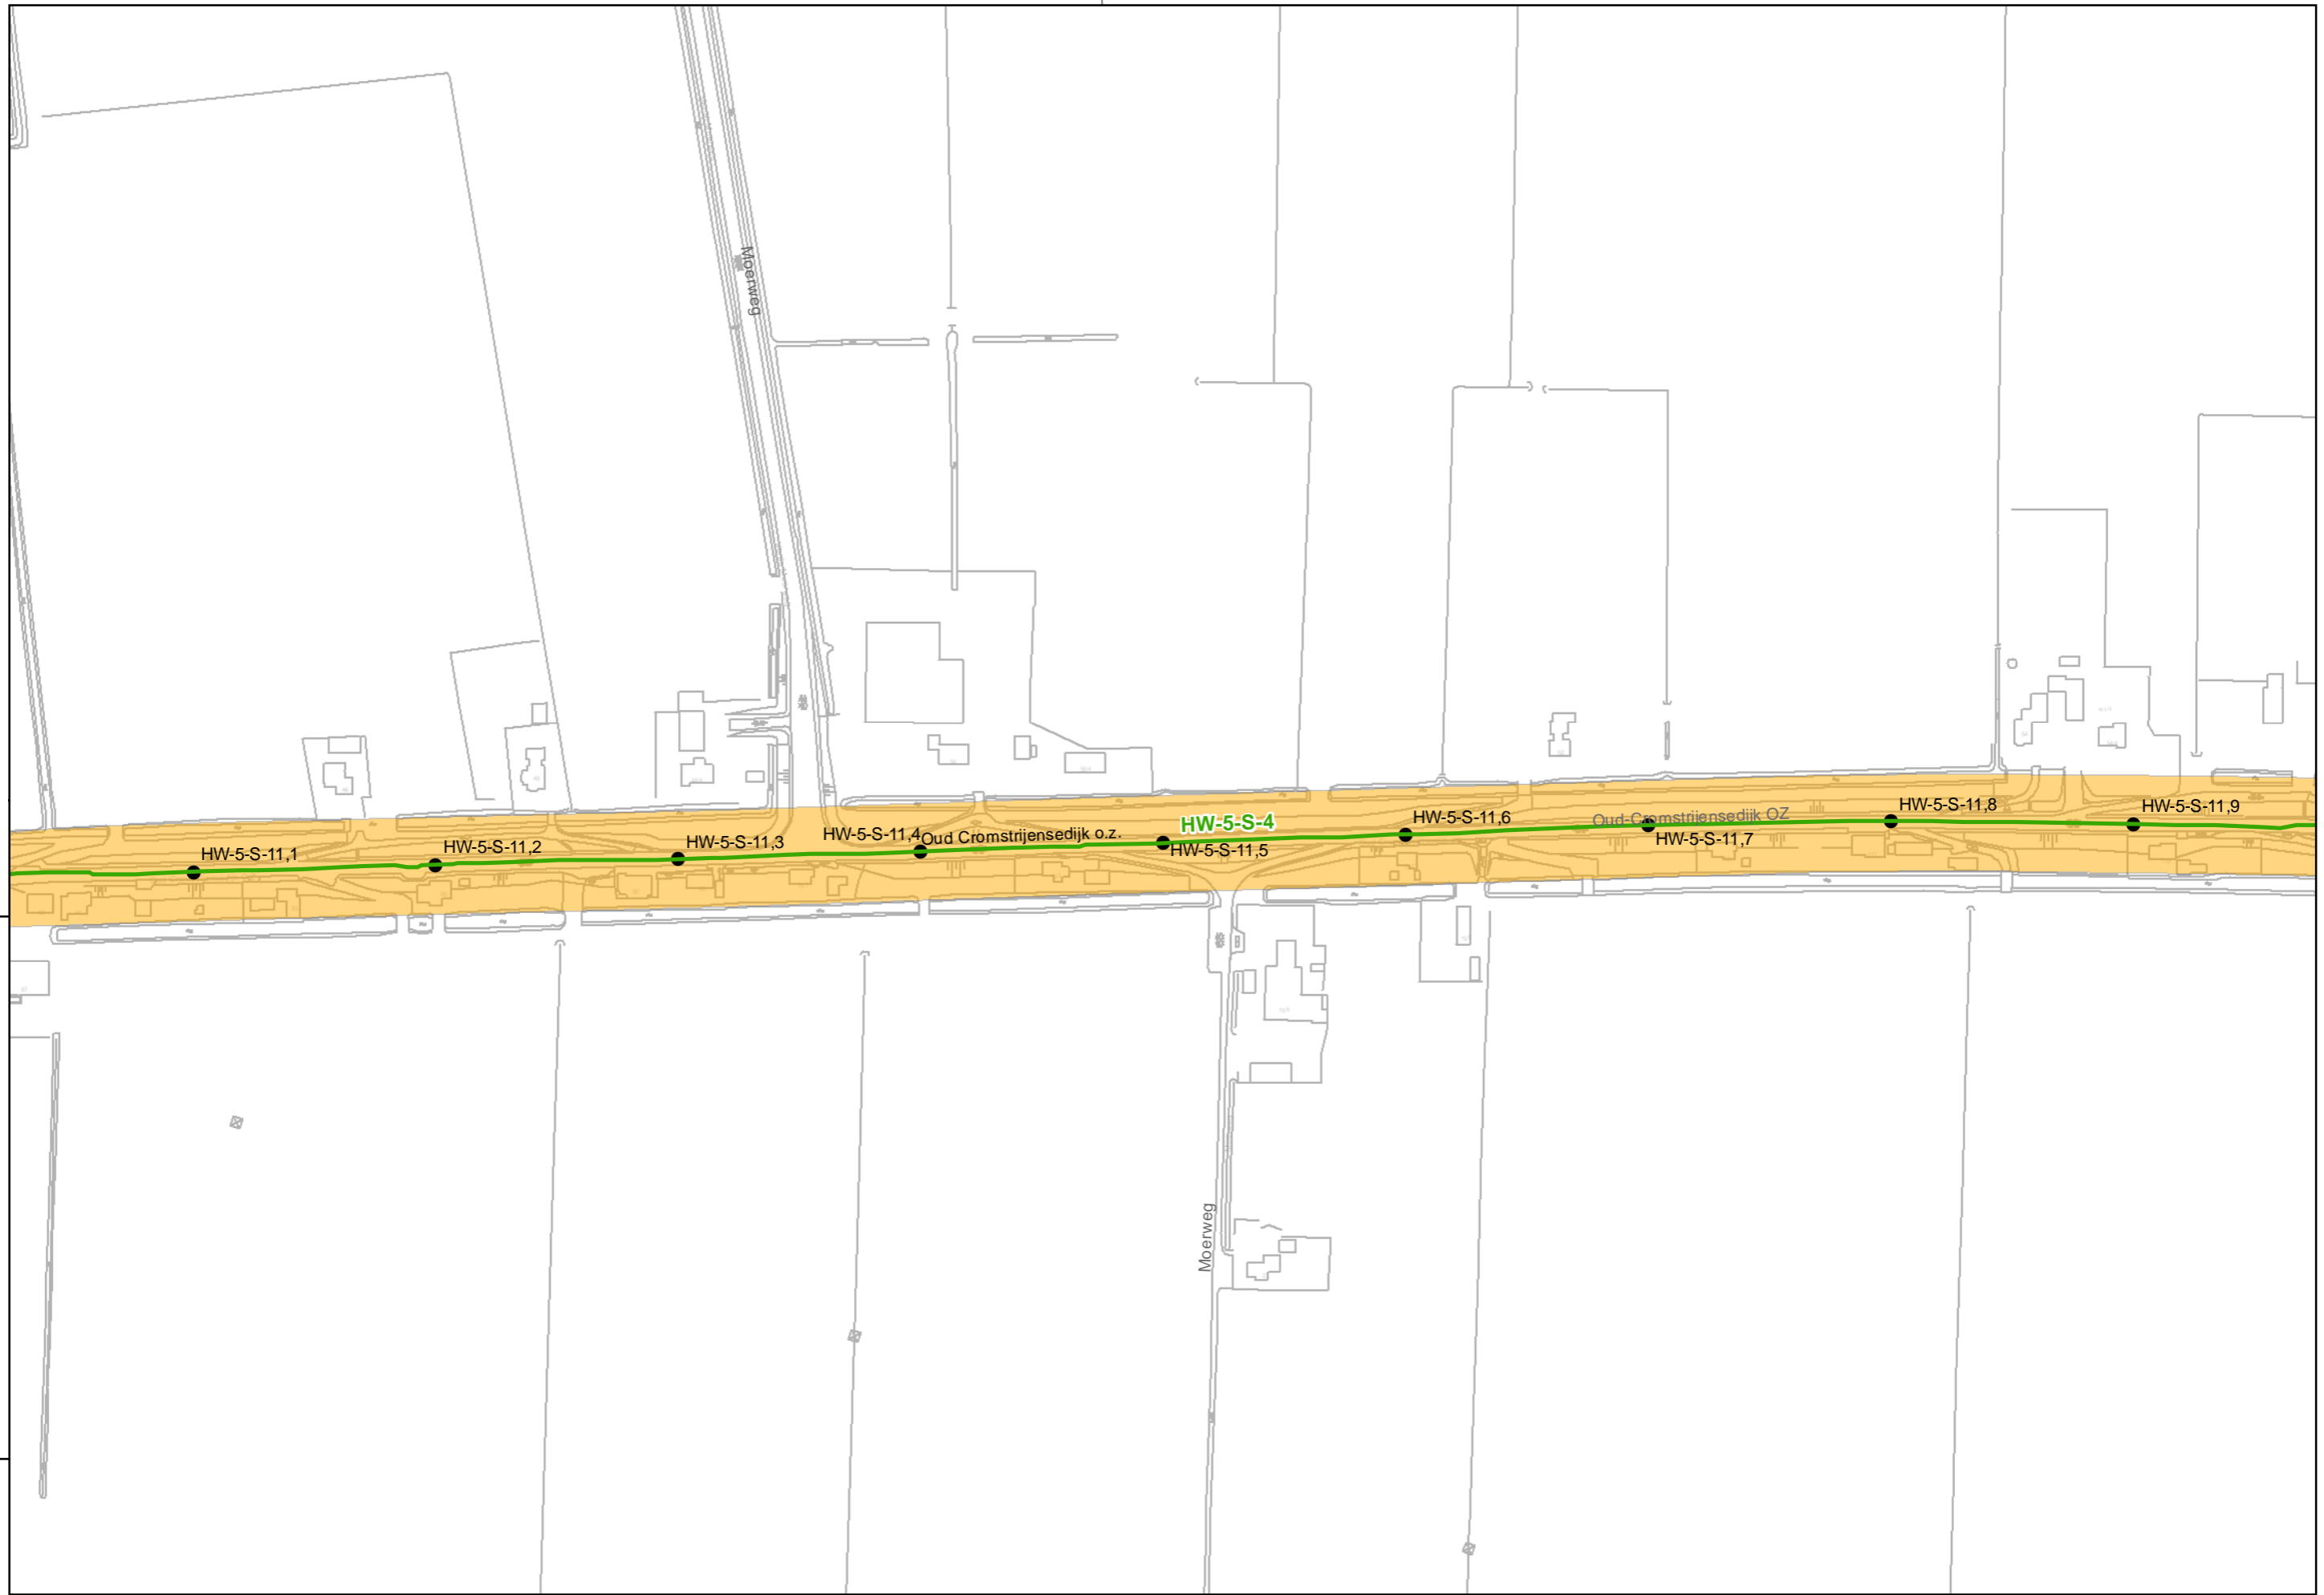 Moerweg
HW-5-S-4
HW-5-S-11,1
HW-5-S-11,2
HW-5-S-11,3
HW-5-S-11,4
Oud Cromstrijensedijk o.z.
HW-5-S-11,5
HW-5-S-11,6
Oud-Cromstrijensedijk OZ
HW-5-S-11,7
HW-5-S-11,8
HW-5-S-11,9
Moerweg